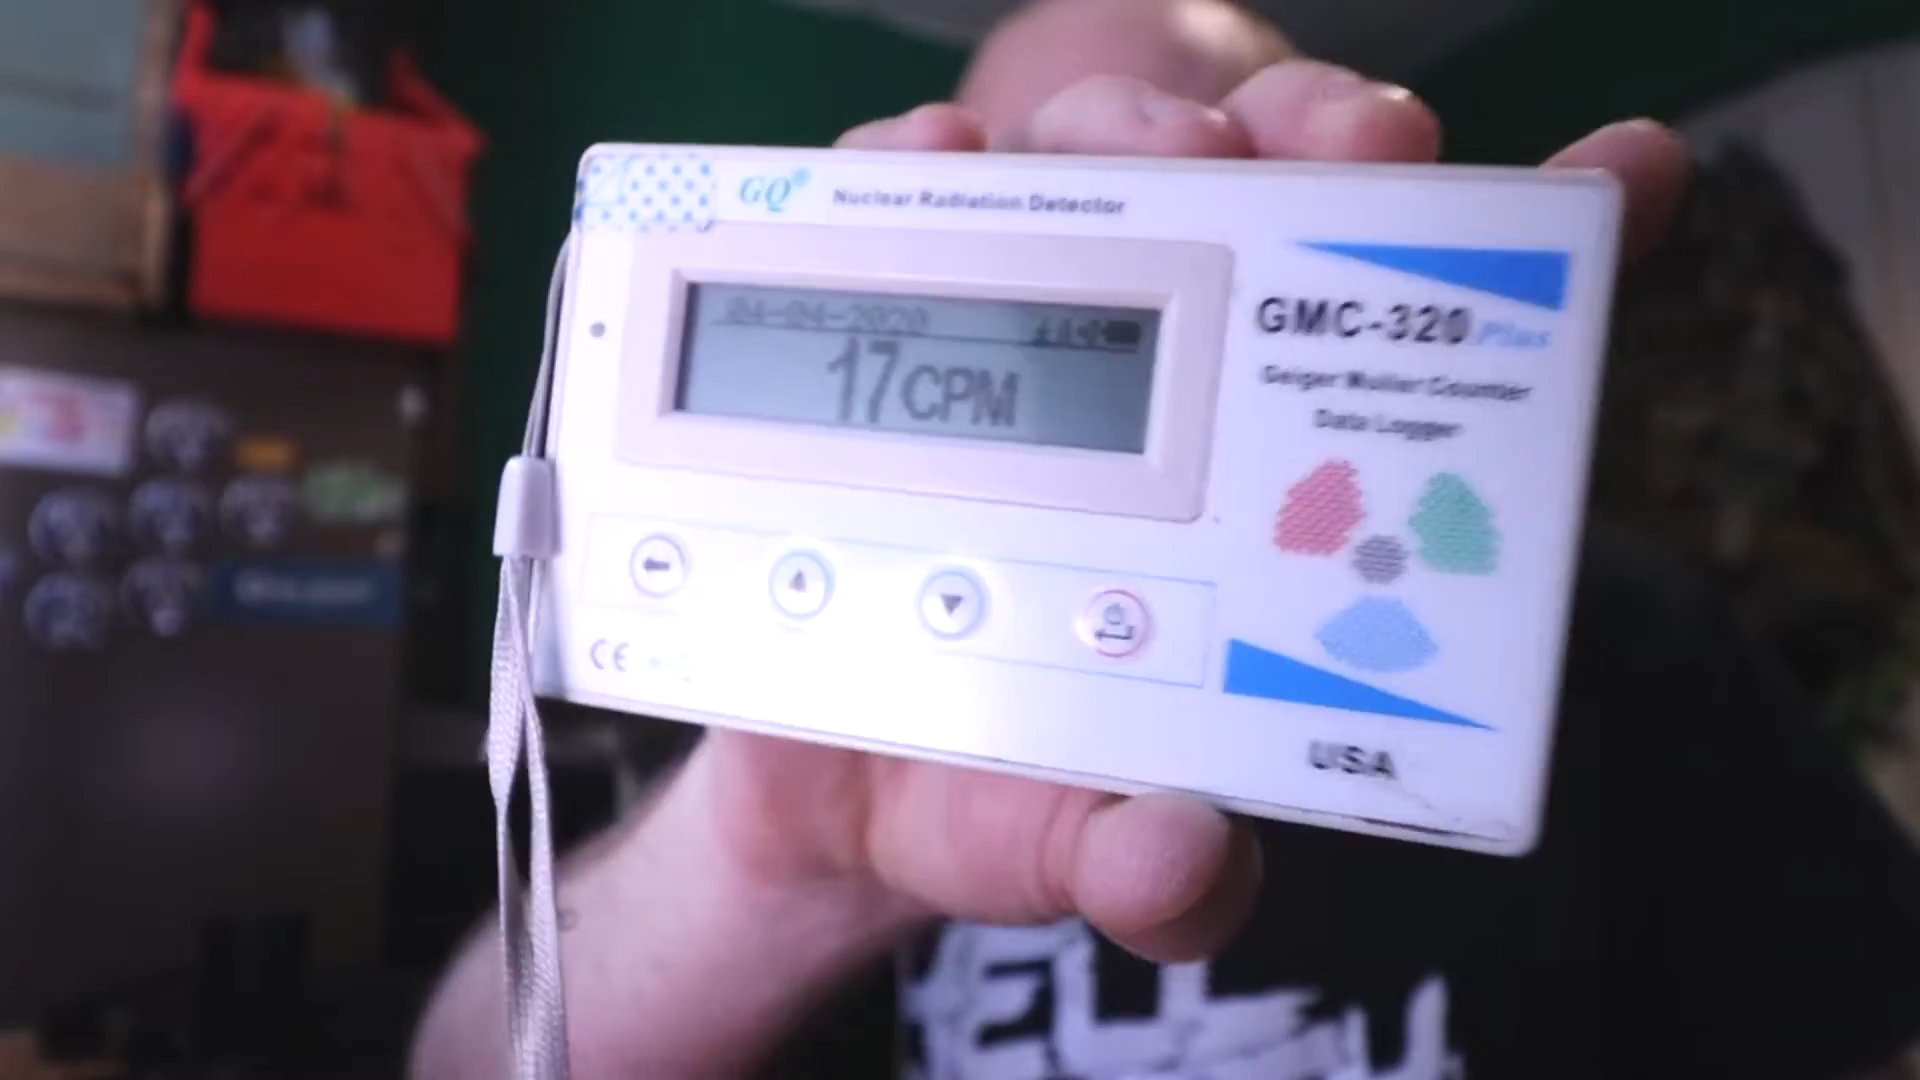 GQ Nuclear Radiation Detector
04-04-2020
17CPM
GMC-320 Plus
Geiger Muller Counter
Data Logger
CE
USA